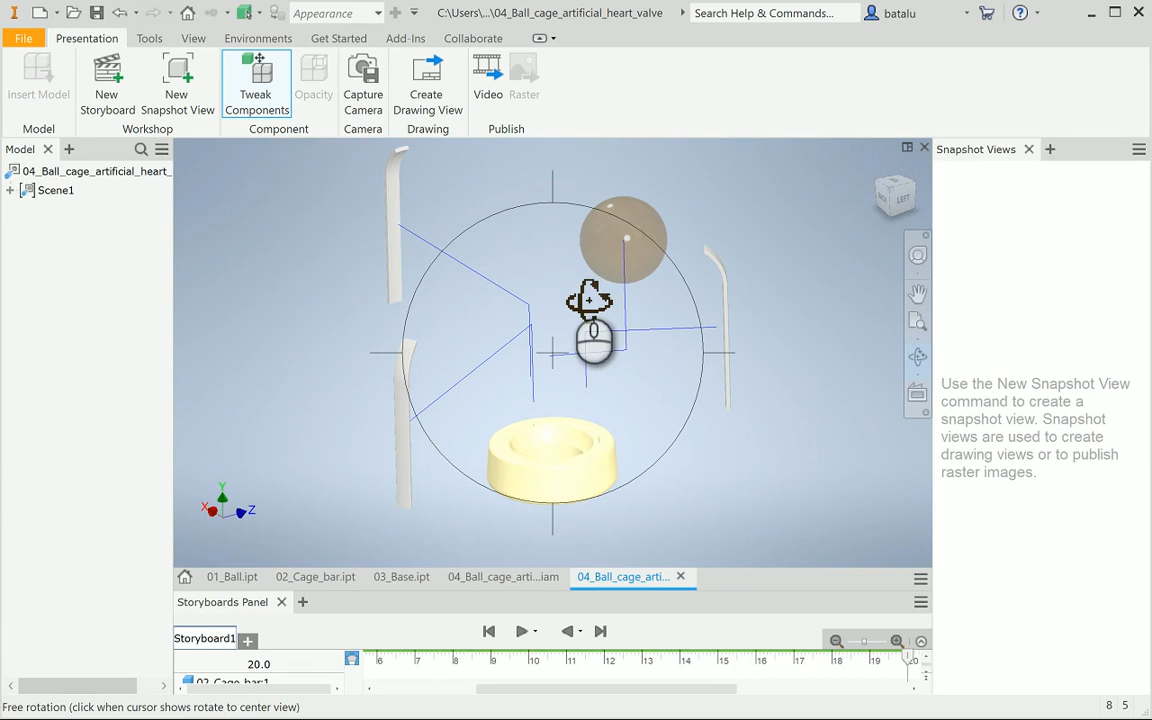 Appearance
C:\Users\...\04_Ball_cage_artificial_heart_valve
Search Help & Commands...
batalu
File
Presentation
Tools
View
Environments
Get Started
Add-Ins
Collaborate
Insert Model
New Storyboard
New Snapshot View
Tweak Components
Opacity
Capture Camera
Create Drawing View
Video
Raster
Model
Workshop
Component
Camera
Drawing
Publish
Model
04_Ball_cage_artificial_heart_
Scene1
LEFT
Snapshot Views
Use the New Snapshot View
command to create a
snapshot view. Snapshot
views are used to create
drawing views or to publish
raster images.
Y
X
Z
01_Ball.ipt
02_Cage_bar.ipt
03_Base.ipt
04_Ball_cage_arti...iam
04_Ball_cage_arti...
Storyboards Panel
Storyboard1
20.0
6 7 8 9 10 11 12 13 14 15 16 17 18 19 20
02_Cage_bar:1
Free rotation (click when cursor shows rotate to center view)
8 5